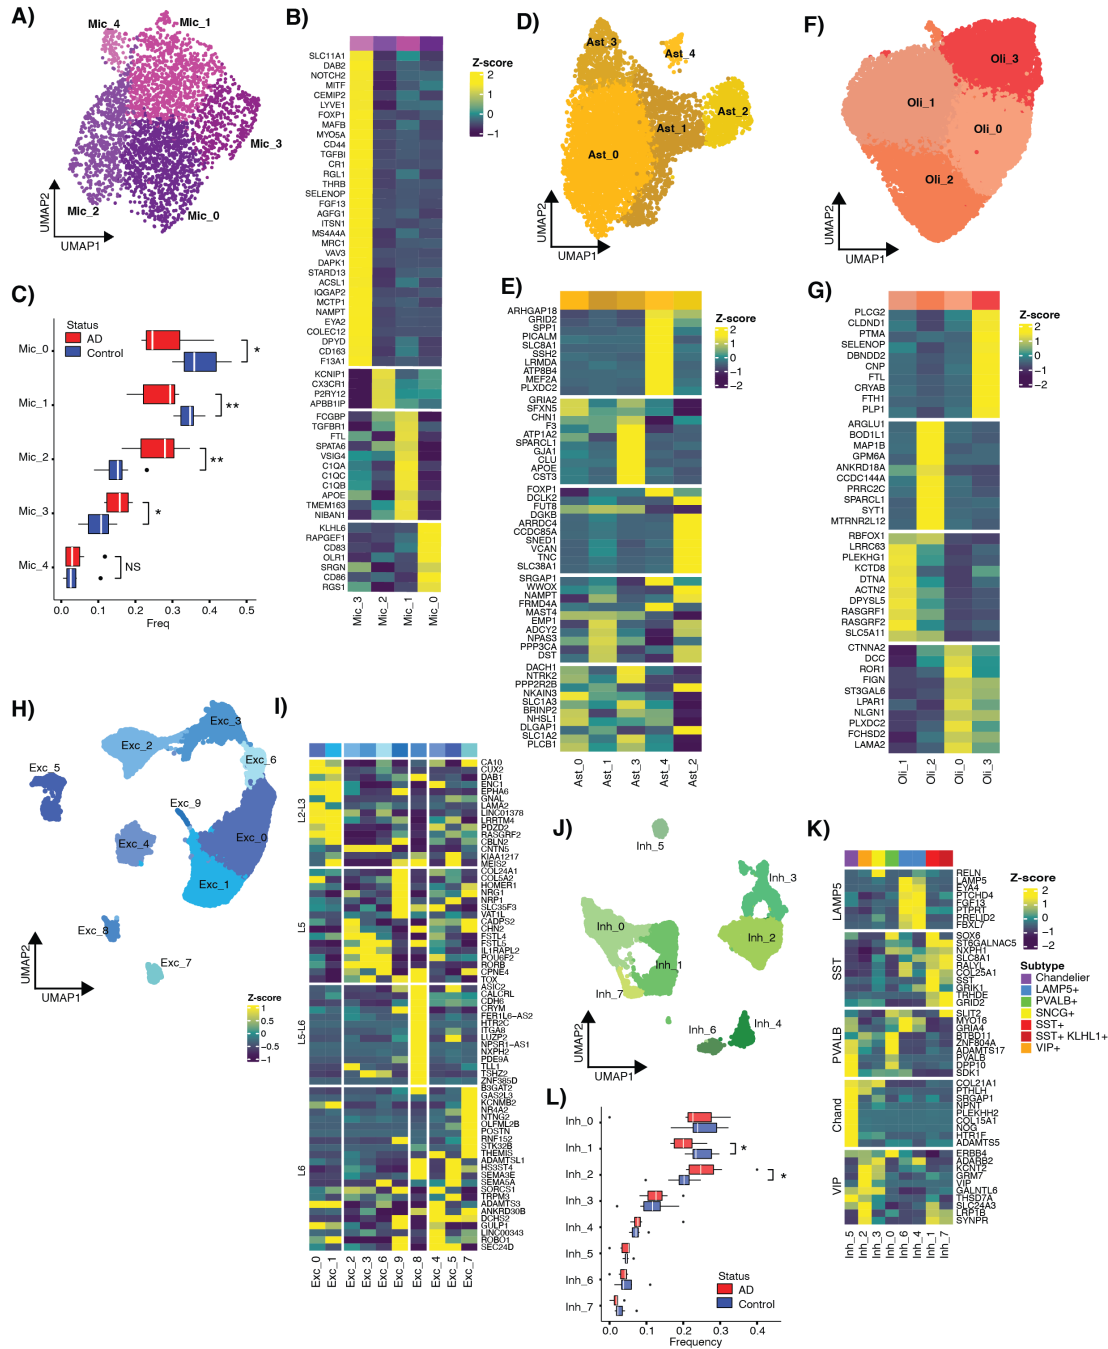 A)
Mic_4
Mic_1
Mic_3
Mic_2
Mic_0
UMAP2
UMAP1
B)
SLC11A1
DAB2
NOTCH2
MITF
CEMIP2
LYVE1
FOXP1
MAFB
MYO5A
CD44
TGFBI
CR1
RGL1
THRB
SELENOP
FGF13
AGFG1
ITSN1
MS4A4A
MRC1
VAV3
DAPK1
STARD13
ACSL1
IQGAP2
MCTP1
NAMPT
EYA2
COLEC12
DPYD
CD163
F13A1
KCNIP1
CX3CR1
P2RY12
APBB1IP
FCGBP
TGFBR1
FTL
SPATA6
VSIG4
C1QA
C1QC
C1QB
APOE
TMEM163
NIBAN1
KLHL6
RAPGEF1
CD83
OLR1
SRGN
CD86
RGS1
Mic_3
Mic_2
Mic_1
Mic_0
Z-score
2
1
0
−1
C)
Status
AD
Control
Mic_0
Mic_1
Mic_2
Mic_3
Mic_4
*
**
**
*
NS
0.0 0.1 0.2 0.3 0.4 0.5
Freq
D)
Ast_3
Ast_4
Ast_2
Ast_1
Ast_0
UMAP2
UMAP1
E)
ARHGAP18
GRID2
SPP1
PICALM
SLC8A1
SSH2
LRMDA
ATP8B4
MEF2A
PLXDC2
GRIA2
SFXN5
CHN1
F3
ATP1A2
SPARCL1
GJA1
CLU
APOE
CST3
FOXP1
DCLK2
FUT8
DGKB
ARRDC4
CCDC85A
SNED1
VCAN
TNC
SLC38A1
SRGAP1
WWOX
NAMPT
FRMD4A
MAST4
EMP1
ADCY2
NPAS3
PPP3CA
DST
DACH1
NTRK2
PPP2R2B
NKAIN3
SLC1A3
BRINP2
NHSL1
DLGAP1
SLC1A2
PLCB1
Ast_0
Ast_1
Ast_3
Ast_4
Ast_2
Z-score
2
1
0
−1
−2
F)
Oli_3
Oli_1
Oli_0
Oli_2
UMAP2
UMAP1
G)
PLCG2
CLDND1
PTMA
SELENOP
DBNDD2
CNP
FTL
CRYAB
FTH1
PLP1
ARGLU1
BOD1L1
MAP1B
GPM6A
ANKRD18A
CCDC144A
PRRC2C
SPARCL1
SYT1
MTRNR2L12
RBFOX1
LRRC63
PLEKHG1
KCTD8
DTNA
ACTN2
DPYSL5
RASGRF1
RASGRF2
SLC5A11
CTNNA2
DCC
ROR1
FIGN
ST3GAL6
LPAR1
NLGN1
PLXDC2
FCHSD2
LAMA2
Oli_1
Oli_2
Oli_0
Oli_3
Z-score
2
1
0
−1
−2
H)
Exc_3
Exc_2
Exc_6
Exc_5
Exc_9
Exc_4
Exc_0
Exc_1
Exc_8
Exc_7
UMAP2
UMAP1
I)
L2-L3
L5
L5-L6
L6
CA10
CUX2
DAB1
ENC1
EPHA6
GNAL
LAMA2
LINC01378
LRRTM4
PDZD2
RASGRF2
CBLN2
CNTN5
KIAA1217
MEIS2
COL24A1
COL5A2
HOMER1
NRG1
NRP1
SLC35F3
VAT1L
CADPS2
CHN2
FSTL4
FSTL5
IL1RAPL2
POU6F2
RORB
CPNE4
TOX
ASIC2
CALCRL
CDH6
CRYM
FER1L6−AS2
HTR2C
ITGA8
LUZP2
NPSR1−AS1
NXPH2
PDE9A
TLL1
TSHZ2
ZNF385D
B3GAT2
GAS2L3
KCNMB2
NR4A2
NTNG2
OLFML2B
POSTN
RNF152
STK32B
THEMIS
ADAMTSL1
HS3ST4
SEMA3E
SEMA5A
SORCS1
TRPM3
ADAMTS3
ANKRD30B
DCHS2
GULP1
LINC00343
ROBO1
SEC24D
Exc_0
Exc_1
Exc_2
Exc_3
Exc_6
Exc_9
Exc_8
Exc_4
Exc_5
Exc_7
Z-score
1
0.5
0
−0.5
−1
J)
Inh_5
Inh_3
Inh_0
Inh_2
Inh_1
Inh_7
Inh_6
Inh_4
UMAP2
UMAP1
K)
LAMP5
SST
PVALB
Chand
VIP
RELN
LAMP5
EYA4
PTCHD4
FGF13
PTPRT
PRELID2
FBXL7
SOX6
ST6GALNAC5
NXPH1
SLC8A1
RALYL
COL25A1
SST
GRIK1
TRHDE
GRID2
SLIT2
MYO16
GRIA4
BTBD11
ZNF804A
ADAMTS17
PVALB
DPP10
SDK1
COL21A1
PTHLH
SRGAP1
NPNT
PLEKHH2
COL15A1
NOG
HTR1F
ADAMTS5
ERBB4
ADARB2
KCNT2
GRM7
VIP
GALNTL6
THSD7A
SLC24A3
LRP1B
SYNPR
Inh_5
Inh_2
Inh_3
Inh_0
Inh_6
Inh_4
Inh_1
Inh_7
Z-score
2
1
0
−1
−2
Subtype
Chandelier
LAMP5+
PVALB+
SNCG+
SST+
SST+ KLHL1+
VIP+
L)
Inh_0
Inh_1
Inh_2
Inh_3
Inh_4
Inh_5
Inh_6
Inh_7
*
*
Status
AD
Control
0.0 0.1 0.2 0.3 0.4
Frequency